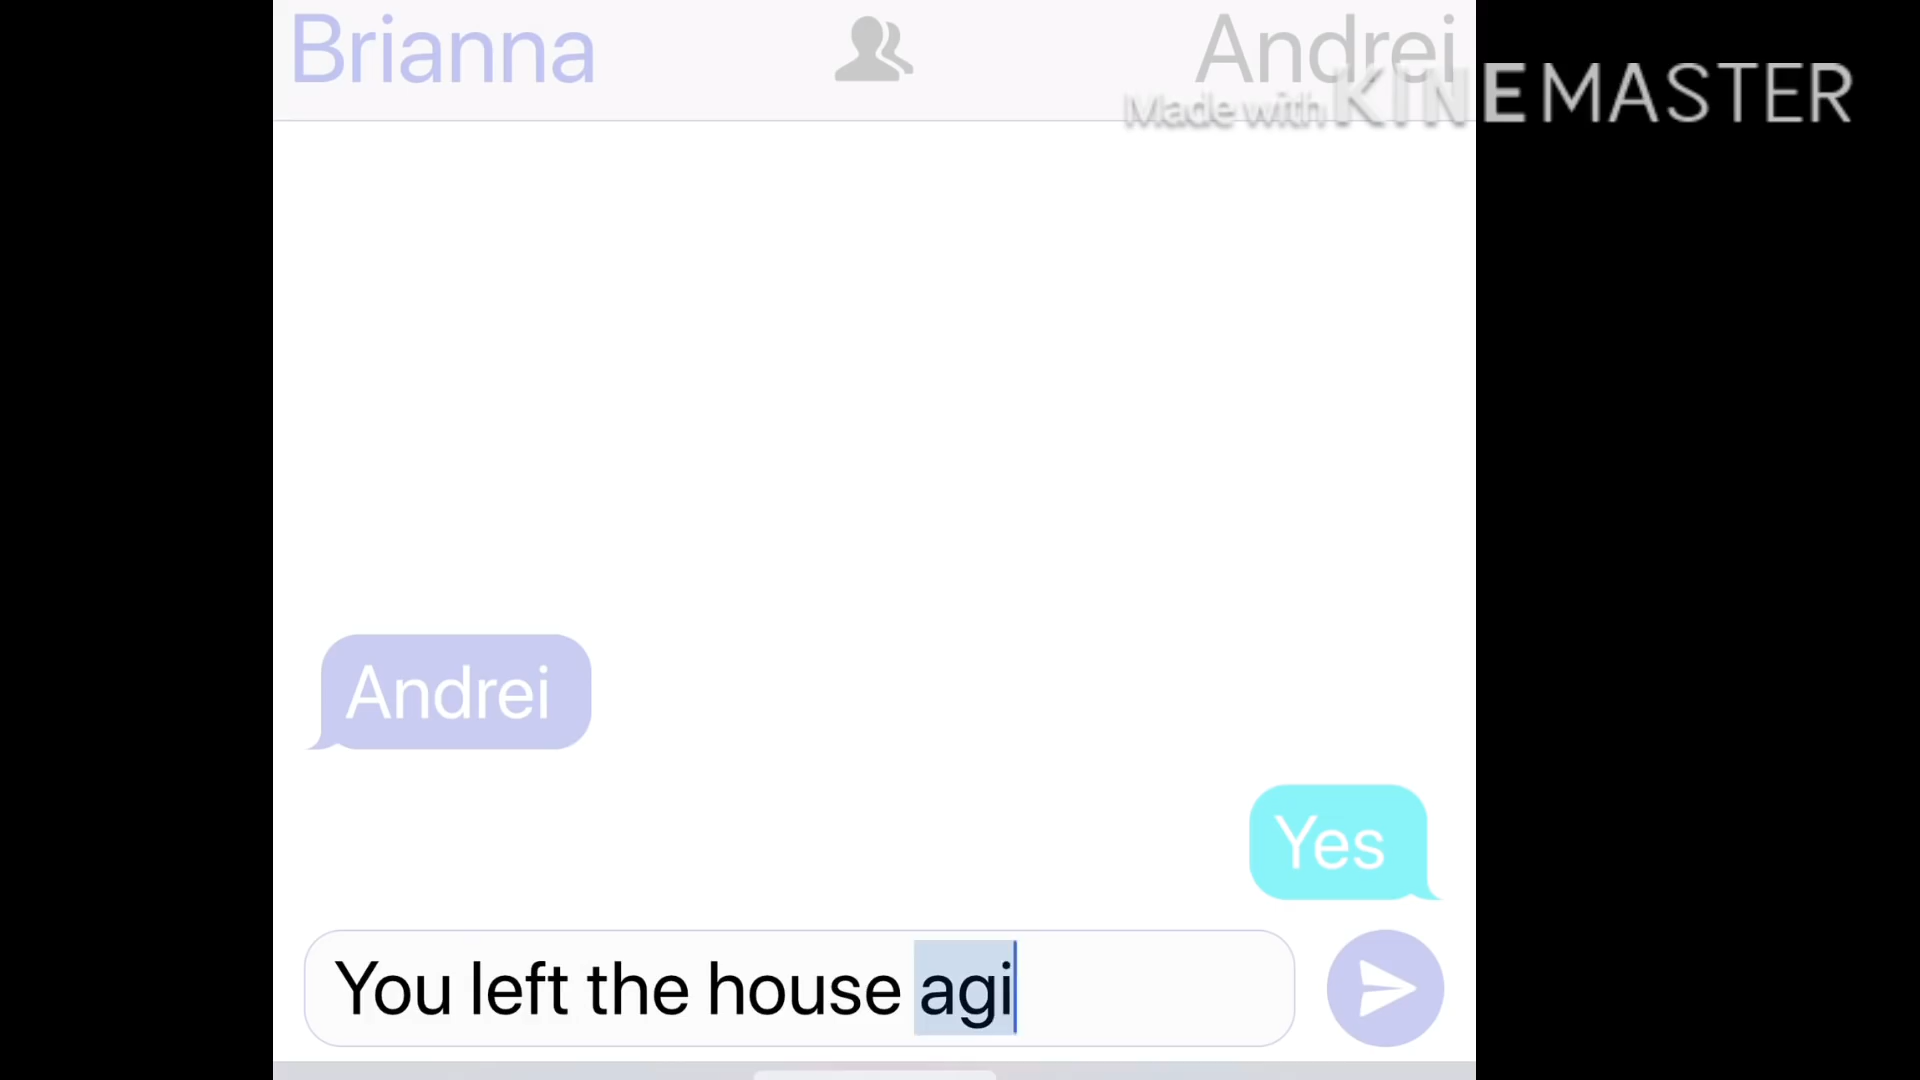 Brianna
Andrei
Made with KINEMASTER
Andrei
Yes
You left the house agi